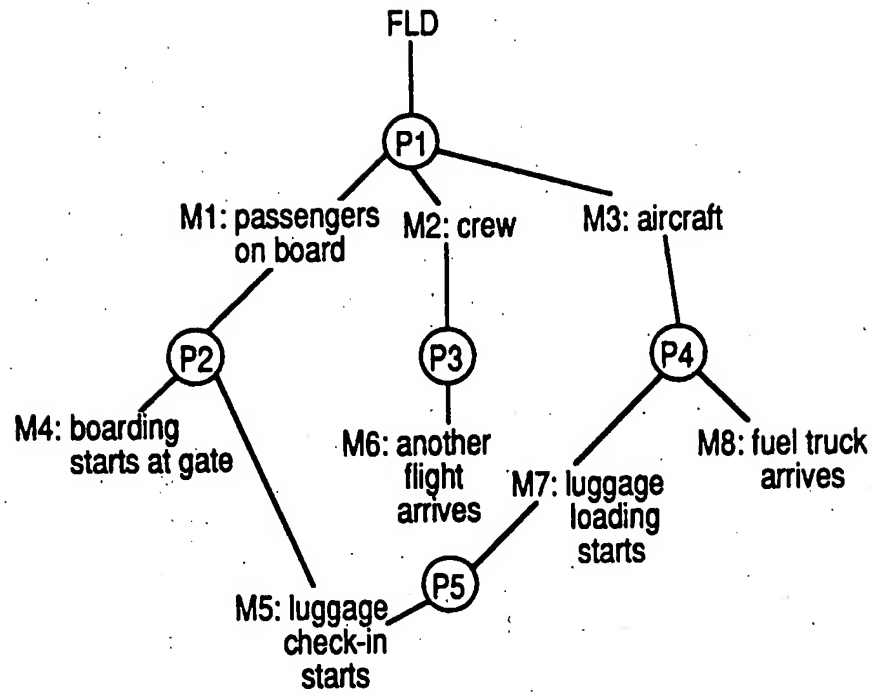 FLD
P1
M1: passengers
on board
M2: crew
M3: aircraft
P2
P3
P4
M4: boarding
starts at gate
M6: another
flight
arrives
M7: luggage
loading
starts
M8: fuel truck
arrives
P5
M5: luggage
check-in
starts